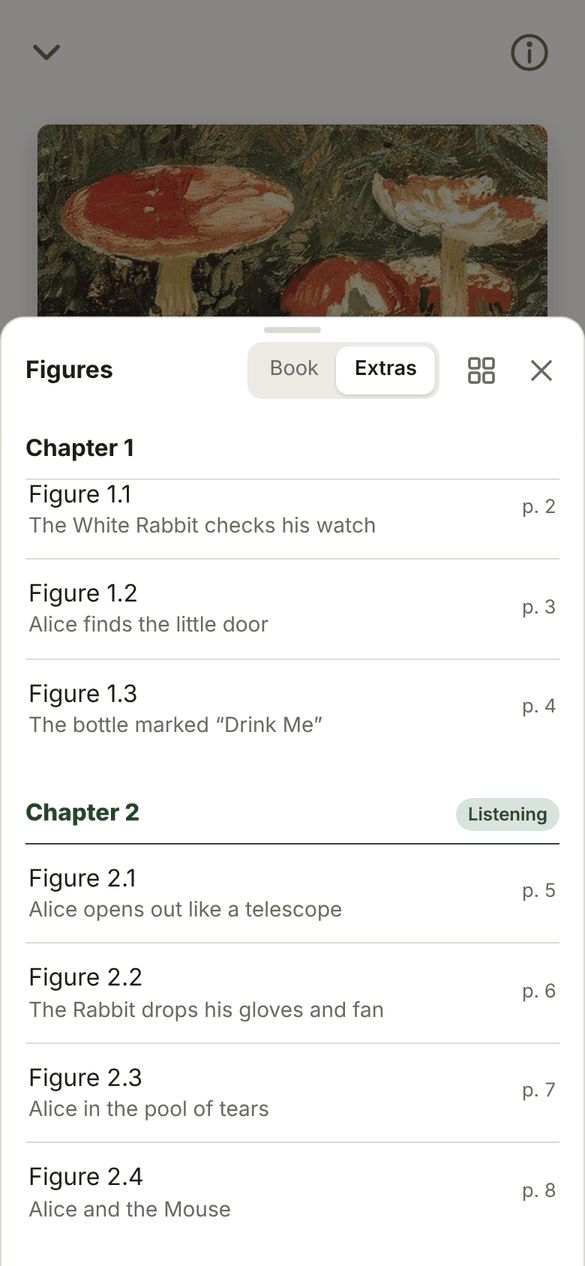 Figures
Book
Extras
Chapter 1
Figure 1.1
The White Rabbit checks his watch
p. 2
Figure 1.2
Alice finds the little door
p. 3
Figure 1.3
The bottle marked “Drink Me”
p. 4
Chapter 2
Listening
Figure 2.1
Alice opens out like a telescope
p. 5
Figure 2.2
The Rabbit drops his gloves and fan
p. 6
Figure 2.3
Alice in the pool of tears
p. 7
Figure 2.4
Alice and the Mouse
p. 8